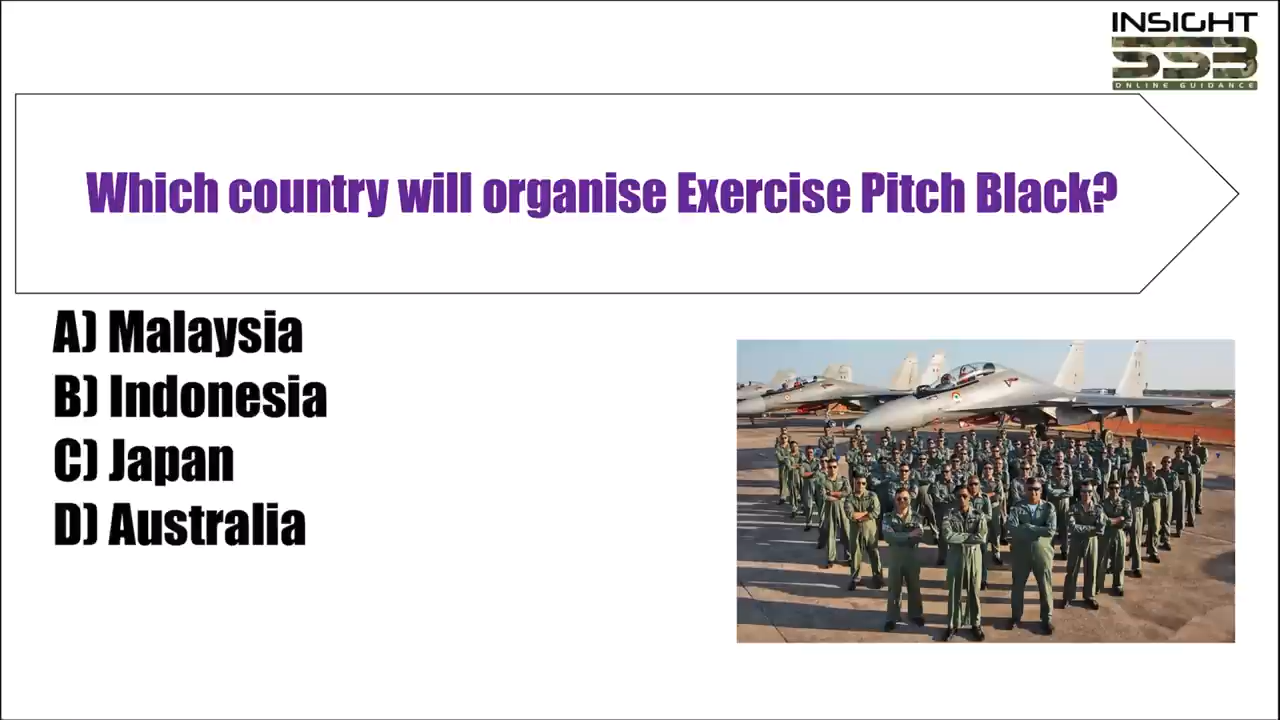 INSIGHT
SSB
ONLINE GUIDANCE
Which country will organise Exercise Pitch Black?
A) Malaysia
B) Indonesia
C) Japan
D) Australia